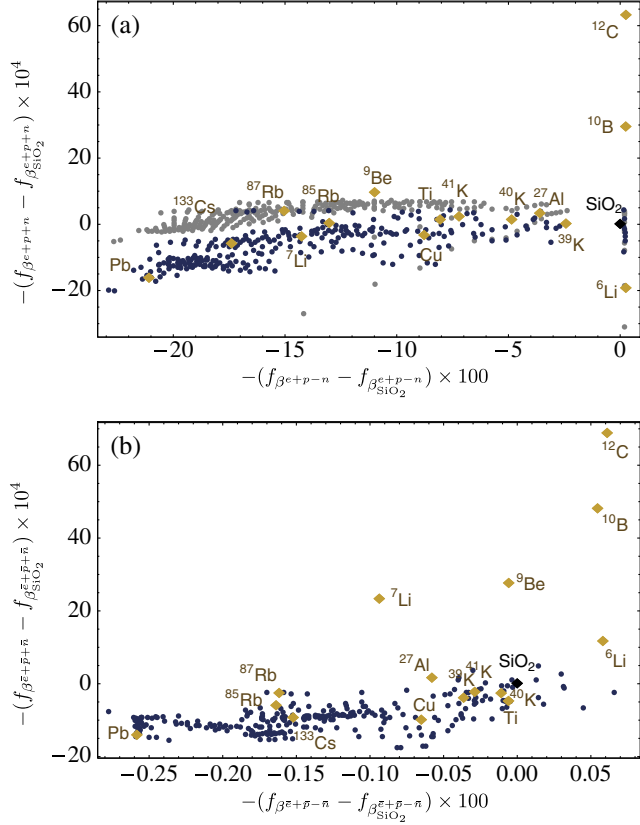 (a)
60
40
20
0
−20
−20 −15 −10 −5 0
−(f_{β^{e+p+n}} − f_{β^{e+p+n}_{SiO₂}}) × 10⁴
−(f_{β^{e+p−n}} − f_{β^{e+p−n}_{SiO₂}}) × 100
¹²C
¹⁰B
⁹Be
⁸⁷Rb
⁸⁵Rb
¹³³Cs
Ti
⁴¹K
⁴⁰K
²⁷Al
SiO₂
³⁹K
Pb
⁷Li
Cu
⁶Li
(b)
60
40
20
0
−20
−0.25 −0.20 −0.15 −0.10 −0.05 0.00 0.05
−(f_{β^{ē+p̄+n̄}} − f_{β^{ē+p̄+n̄}_{SiO₂}}) × 10⁴
−(f_{β^{ē+p̄−n̄}} − f_{β^{ē+p̄−n̄}_{SiO₂}}) × 100
¹²C
¹⁰B
⁷Li
⁹Be
⁶Li
²⁷Al
⁴¹K
SiO₂
³⁹K
⁸⁷Rb
⁸⁵Rb
Cu
⁴⁰K
Ti
Pb
¹³³Cs